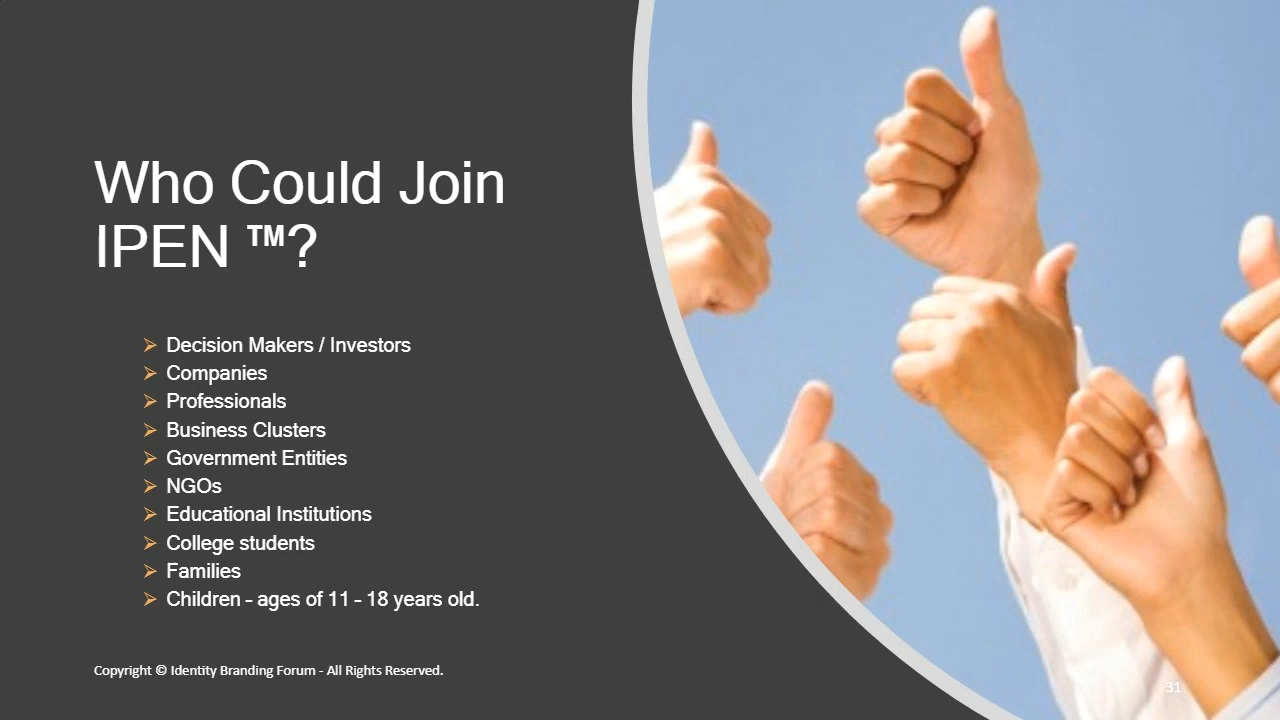 Who Could Join
IPEN ™?
➢ Decision Makers / Investors
➢ Companies
➢ Professionals
➢ Business Clusters
➢ Government Entities
➢ NGOs
➢ Educational Institutions
➢ College students
➢ Families
➢ Children - ages of 11 - 18 years old.
Copyright © Identity Branding Forum - All Rights Reserved.
31